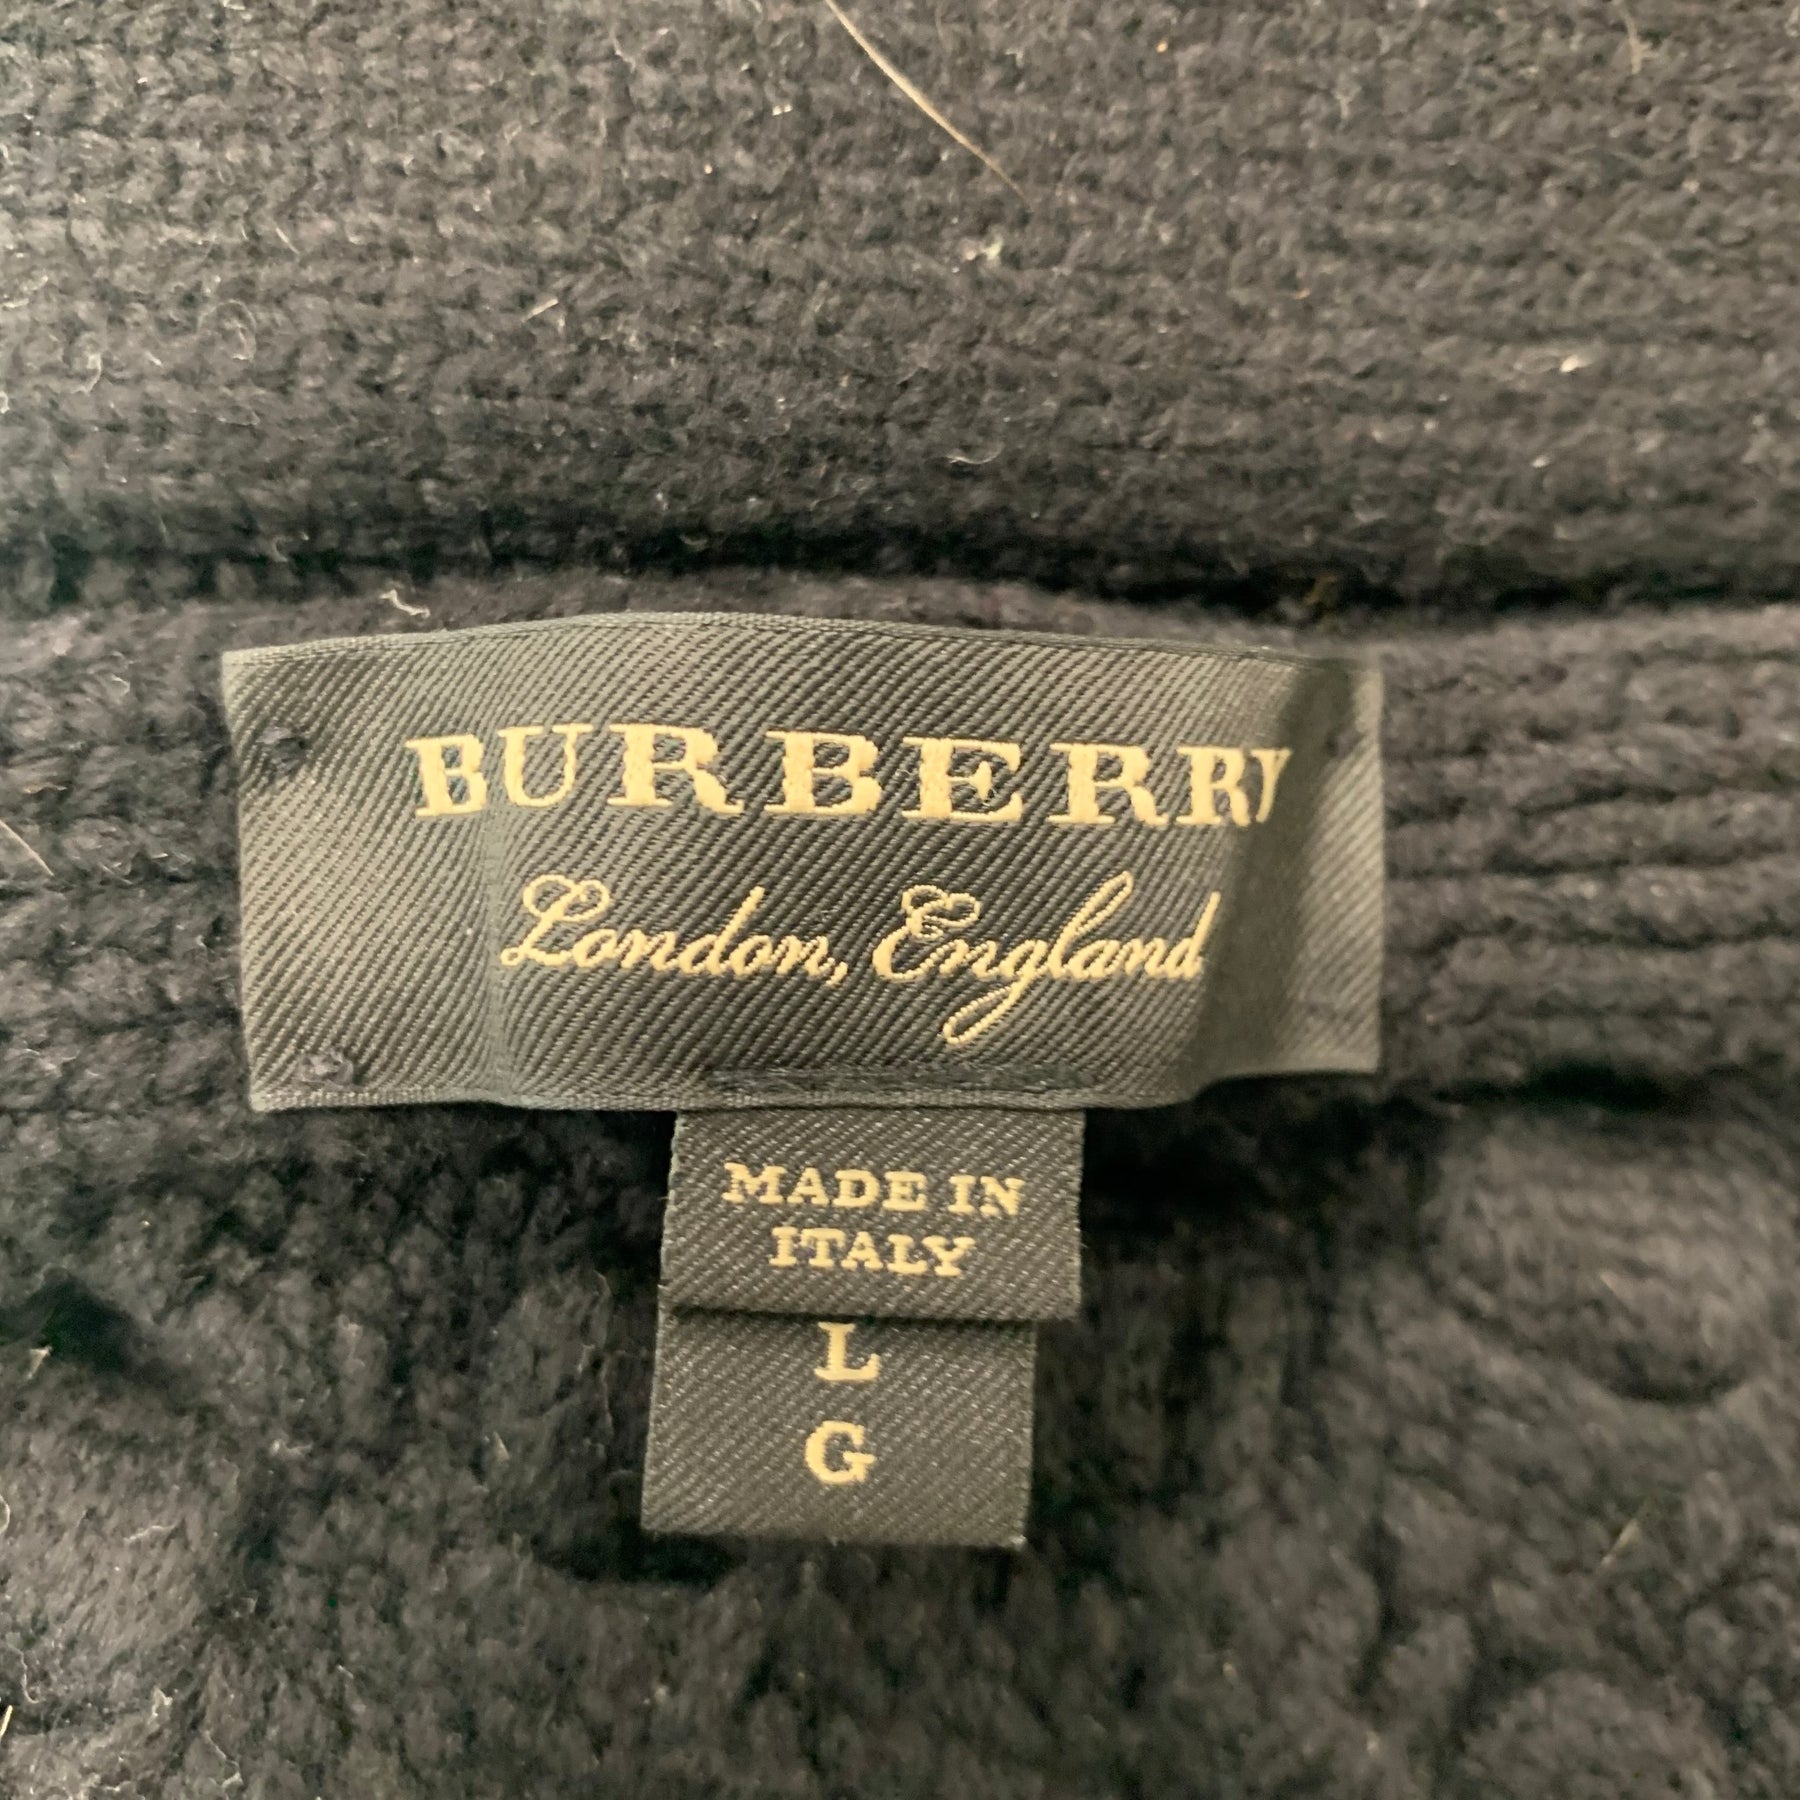 BURBERRY
London, England
MADE IN
ITALY
L
G